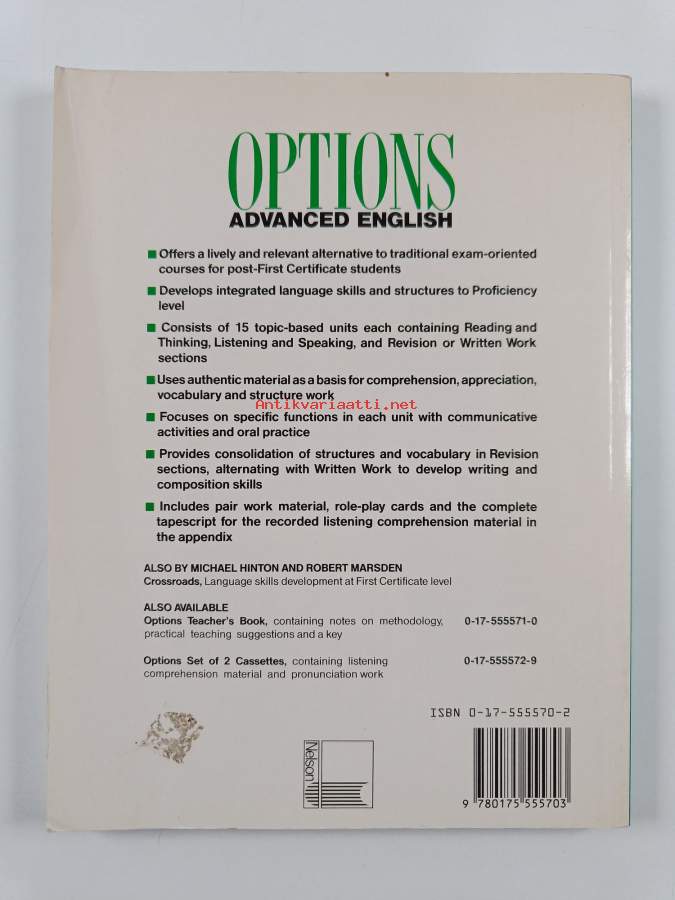 OPTIONS
ADVANCED ENGLISH
Offers a lively and relevant alternative to traditional exam-oriented
courses for post-First Certificate students
Develops integrated language skills and structures to Proficiency
level
Consists of 15 topic-based units each containing Reading and
Thinking, Listening and Speaking, and Revision or Written Work
sections
Uses authentic material as a basis for comprehension, appreciation,
vocabulary and structure work
Antikvariaatti.net
Focuses on specific functions in each unit with communicative
activities and oral practice
Provides consolidation of structures and vocabulary in Revision
sections, alternating with Written Work to develop writing and
composition skills
Includes pair work material, role-play cards and the complete
tapescript for the recorded listening comprehension material in
the appendix
ALSO BY MICHAEL HINTON AND ROBERT MARSDEN
Crossroads, Language skills development at First Certificate level
ALSO AVAILABLE
Options Teacher's Book, containing notes on methodology, 0-17-555571-0
practical teaching suggestions and a key
Options Set of 2 Cassettes, containing listening 0-17-555572-9
comprehension material and pronunciation work
ISBN 0-17-555570-2
Nelson
9 780175 555703